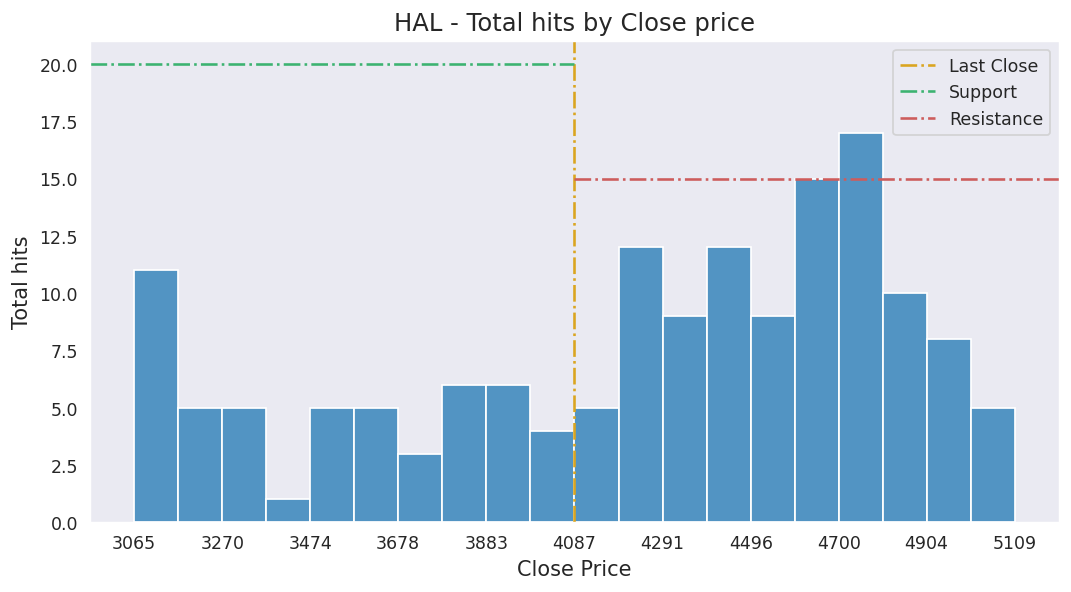 HAL - Total hits by Close price
Last Close
Support
Resistance
Total hits
20.0
17.5
15.0
12.5
10.0
7.5
5.0
2.5
0.0
3065 3270 3474 3678 3883 4087 4291 4496 4700 4904 5109
Close Price